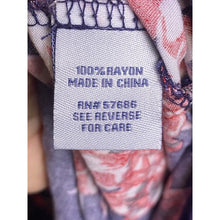 100% RAYON
MADE IN CHINA
RN# 57686
SEE REVERSE
FOR CARE